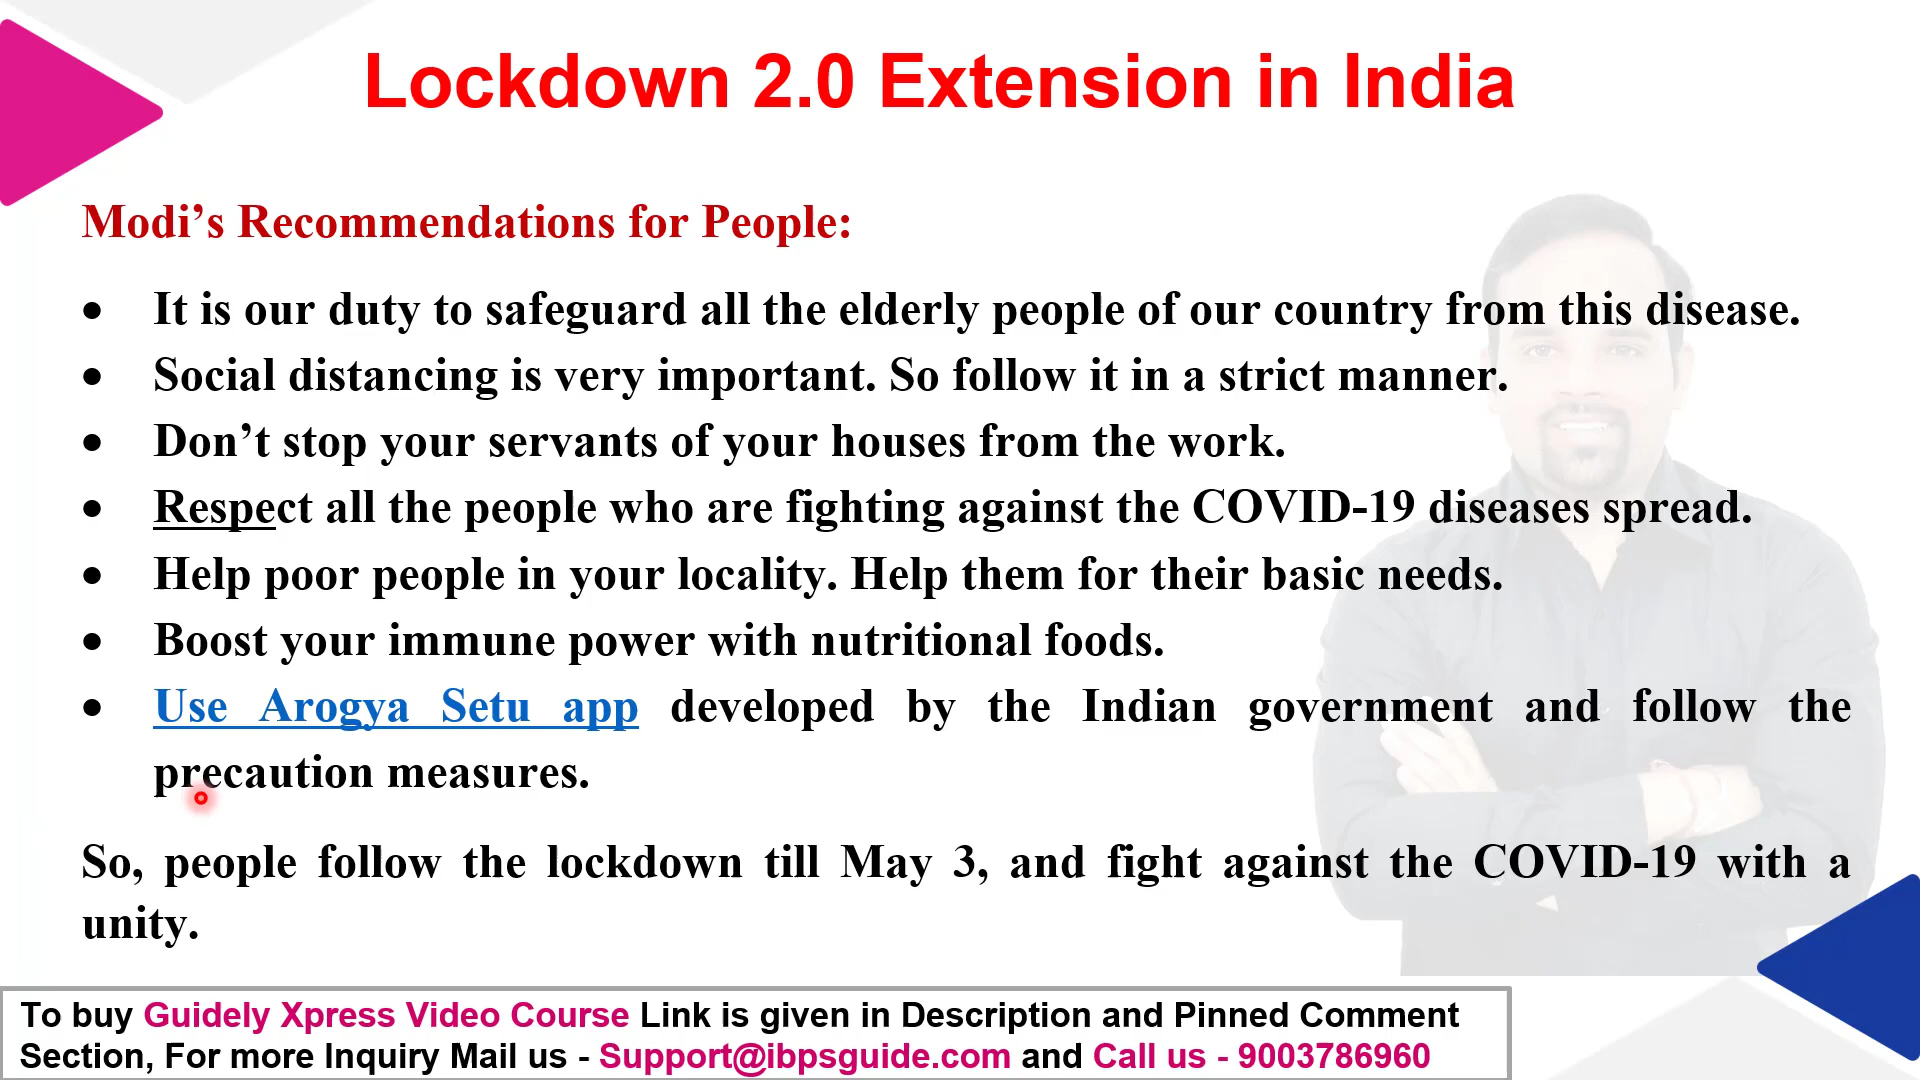 Lockdown 2.0 Extension in India
Modi’s Recommendations for People:
• It is our duty to safeguard all the elderly people of our country from this disease.
• Social distancing is very important. So follow it in a strict manner.
• Don’t stop your servants of your houses from the work.
• Respect all the people who are fighting against the COVID-19 diseases spread.
• Help poor people in your locality. Help them for their basic needs.
• Boost your immune power with nutritional foods.
• Use Arogya Setu app developed by the Indian government and follow the
precaution measures.
So, people follow the lockdown till May 3, and fight against the COVID-19 with a
unity.
To buy Guidely Xpress Video Course Link is given in Description and Pinned Comment
Section, For more Inquiry Mail us - Support@ibpsguide.com and Call us - 9003786960